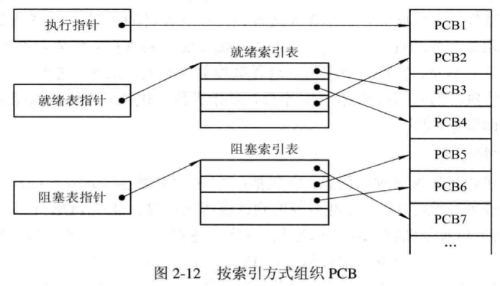 执行指针
PCB1
就绪索引表
PCB2
就绪表指针
PCB3
PCB4
阻塞索引表
PCB5
阻塞表指针
PCB6
PCB7
…
图 2-12 按索引方式组织 PCB